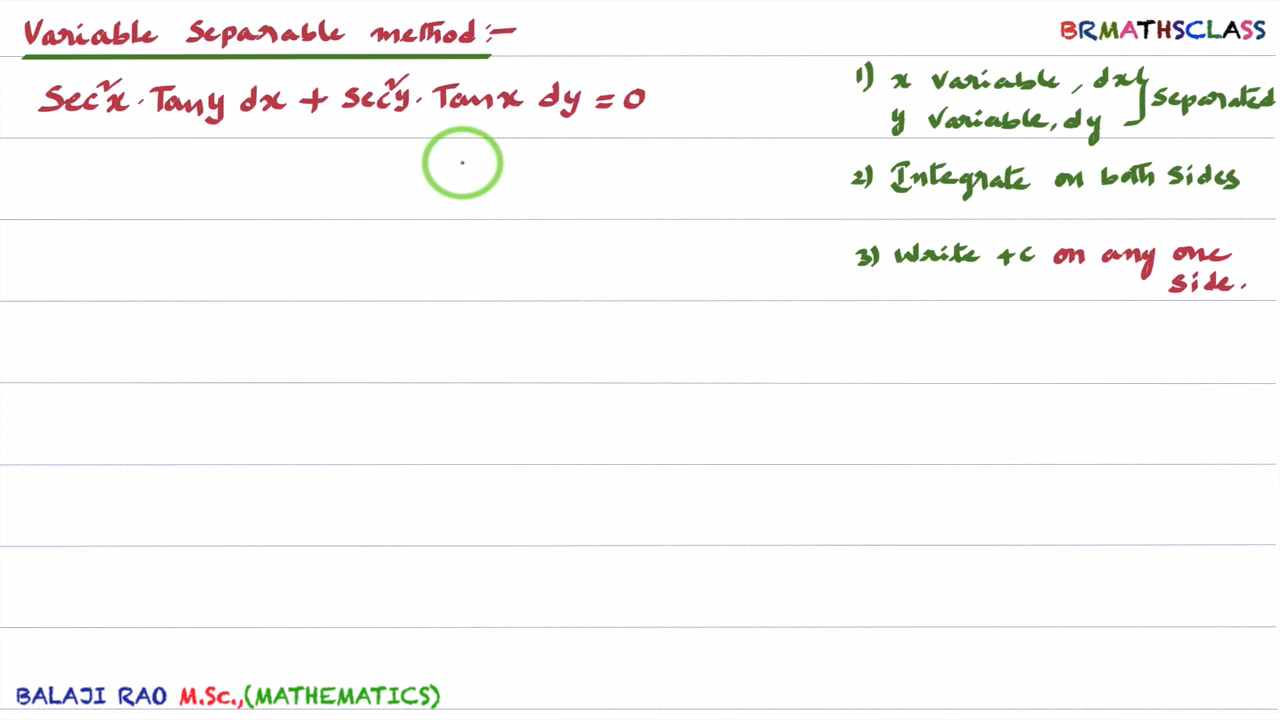 Variable Separable method :-
BRMATHSCLASS
Sec²x · Tany dx + Sec²y · Tanx dy = 0
1) x variable, dx
y variable, dy } Separated
2) Integrate on both sides
3) Write +c on any one
side.
BALAJI RAO M.Sc.,(MATHEMATICS)